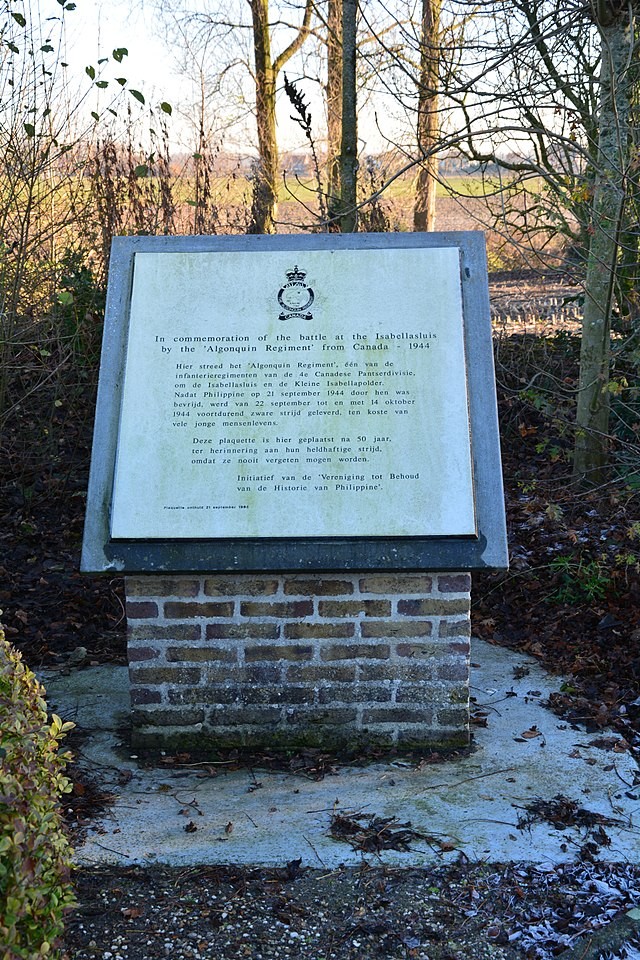 CANADA
In commemoration of the battle at the Isabellasluis
by the 'Algonquin Regiment' from Canada - 1944
Hier streed het 'Algonquin Regiment', één van de
infanterieregimenten van de 4e Canadese Pantserdivisie,
om de Isabellasluis en de Kleine Isabellapolder.
Nadat Philippine op 21 september 1944 door hen was
bevrijd, werd van 22 september tot en met 14 oktober
1944 voortdurend zware strijd geleverd, ten koste van
vele jonge mensenlevens.
Deze plaquette is hier geplaatst na 50 jaar,
ter herinnering aan hun heldhaftige strijd,
omdat ze nooit vergeten mogen worden.
Initiatief van de 'Vereniging tot Behoud
van de Historie van Philippine'.
Plaquette onthuld 21 september